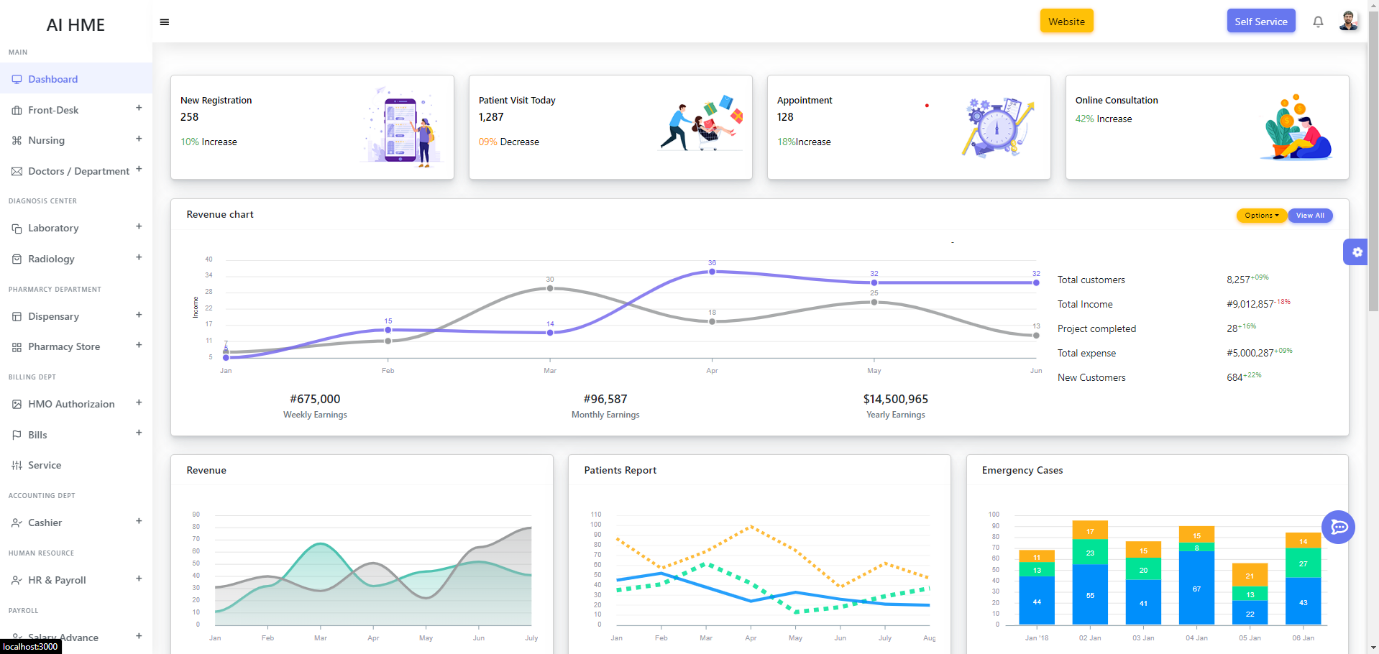 AI HME
Website
Self Service
MAIN
Dashboard
Front-Desk +
Nursing +
Doctors / Department +
DIAGNOSIS CENTER
Laboratory +
Radiology +
PHARMARCY DEPARTMENT
Dispensary +
Pharmacy Store +
BILLING DEPT
HMO Authorizaion +
Bills +
Service
ACCOUNTING DEPT
Cashier +
HUMAN RESOURCE
HR & Payroll +
PAYROLL
Salary Advance +
localhost:3000
New Registration
258
10% Increase
Patient Visit Today
1,287
09% Decrease
Appointment
128
18%Increase
Online Consultation
42% Increase
Revenue chart
Options
View All
-
Income
40
34
28
22
17
11
5
7
15
30
14
36
18
32
25
32
13
Jan Feb Mar Apr May Jun
Total customers 8,257+09%
Total Income #9.012,857-18%
Project completed 28+16%
Total expense #5,000,287+09%
New Customers 684+22%
#675,000
Weekly Earnings
#96,587
Monthly Earnings
$14,500,965
Yearly Earnings
Revenue
90
80
70
60
50
40
30
20
10
0
Jan Feb Mar Apr May Jun July
Patients Report
110
100
90
80
70
60
50
40
30
20
10
0
Jan Feb Mar Apr May Jun July Aug
Emergency Cases
100
90
80
70
60
50
40
30
20
10
0
11 17 15 15 21 14
13 23 20 8 13 27
44 55 41 67 22 43
Jan '18 02 Jan 03 Jan 04 Jan 05 Jan 06 Jan